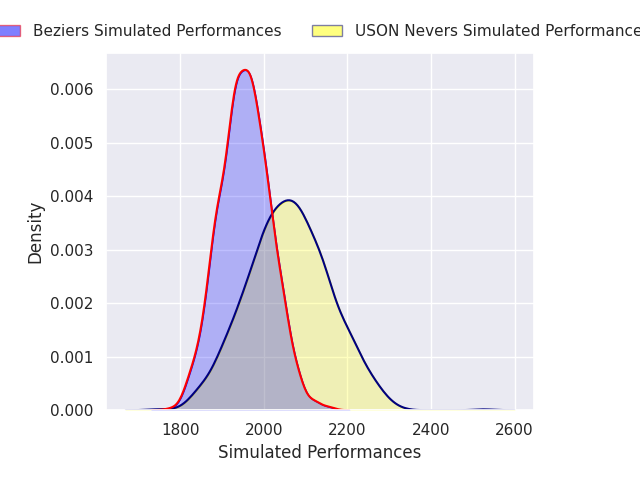 Beziers Simulated Performances USON Nevers Simulated Performance
0.006
0.005
0.004
0.003
0.002
0.001
0.000
Density
1800 2000 2200 2400 2600
Simulated Performances